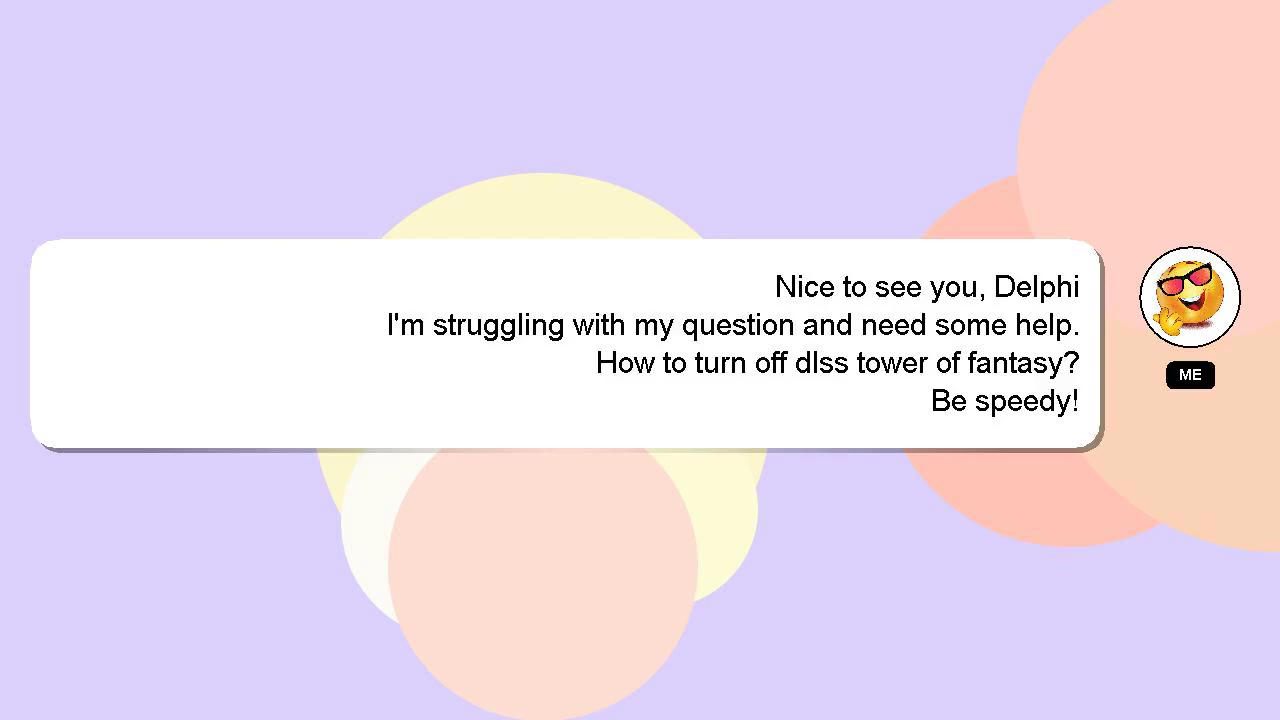 Nice to see you, Delphi
I'm struggling with my question and need some help.
How to turn off dlss tower of fantasy?
Be speedy!
ME